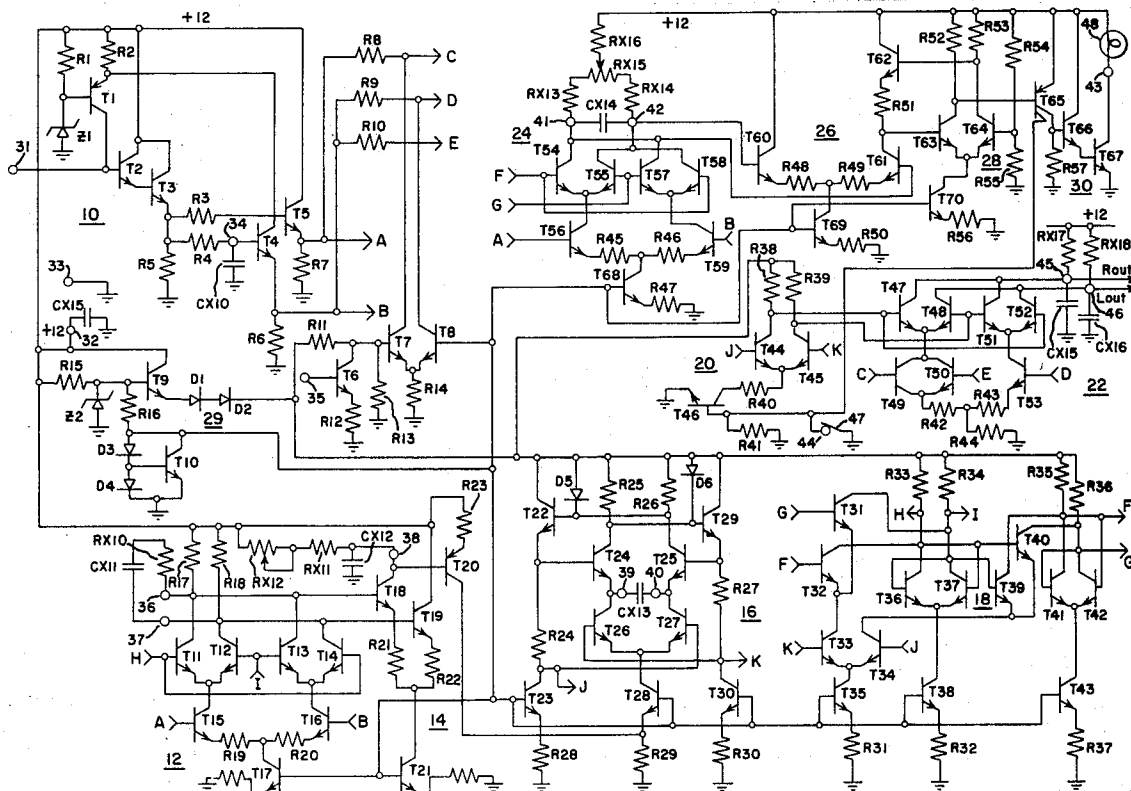 +12
R1
R2
T1
Z1
31
T2
T3
10
R3
R4
R5
34
T4
T5
R7
CX10
33
CX15
+12
32
R6
R8
R9
R10
C
D
E
A
B
R11
T6
35
R12
R13
T7
T8
R14
R15
Z2
T9
R16
D1
D2
29
D3
D4
T10
+12
RX16
RX15
RX13
RX14
CX14
41
42
24
T54
T55
T57
T58
F
G
A
B
T56
R45
R46
T59
T68
R47
T60
26
T62
R51
R48
R49
T61
T69
R50
R52
R53
R54
T63
T64
28
R55
T70
R56
T65
T66
R57
T67
30
48
43
R38
R39
J
K
T44
T45
20
T46
R40
R41
44
47
T47
T48
T51
T52
C
E
D
T49
T50
T53
R42
R43
R44
22
+12
RX17
RX18
45
Rout
Lout
46
CX15
CX16
RX10
CX11
R17
R18
RX12
RX11
CX12
38
R23
T20
36
37
T18
T19
H
I
T11
T12
T13
T14
R21
R22
A
B
T15
T16
R19
R20
12
T17
14
T21
T22
D5
R25
R26
D6
T29
T24
T25
39
40
CX13
R27
16
R24
T26
T27
K
J
T23
T28
T30
R28
R29
R30
G
T31
F
T32
H
I
R33
R34
R35
R36
T40
F
G
T36
T37
18
T39
T41
T42
K
T33
J
T34
T35
T38
T43
R31
R32
R37